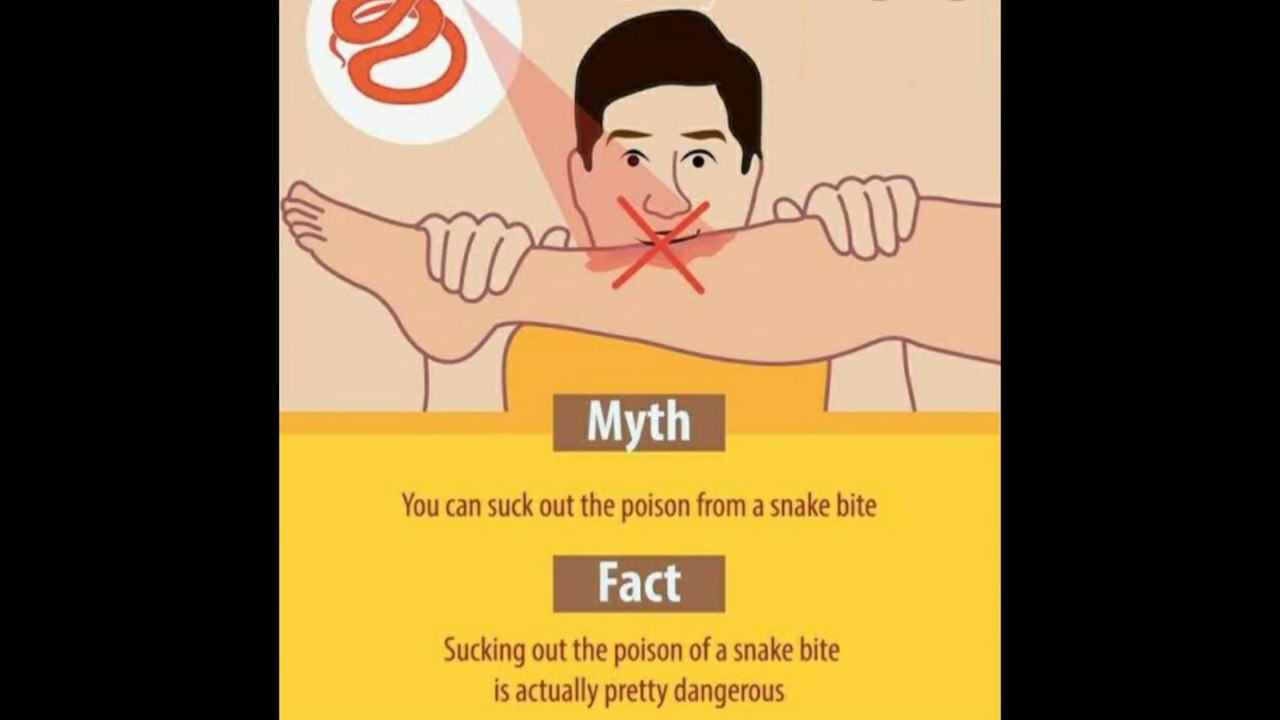 Myth
You can suck out the poison from a snake bite
Fact
Sucking out the poison of a snake bite
is actually pretty dangerous